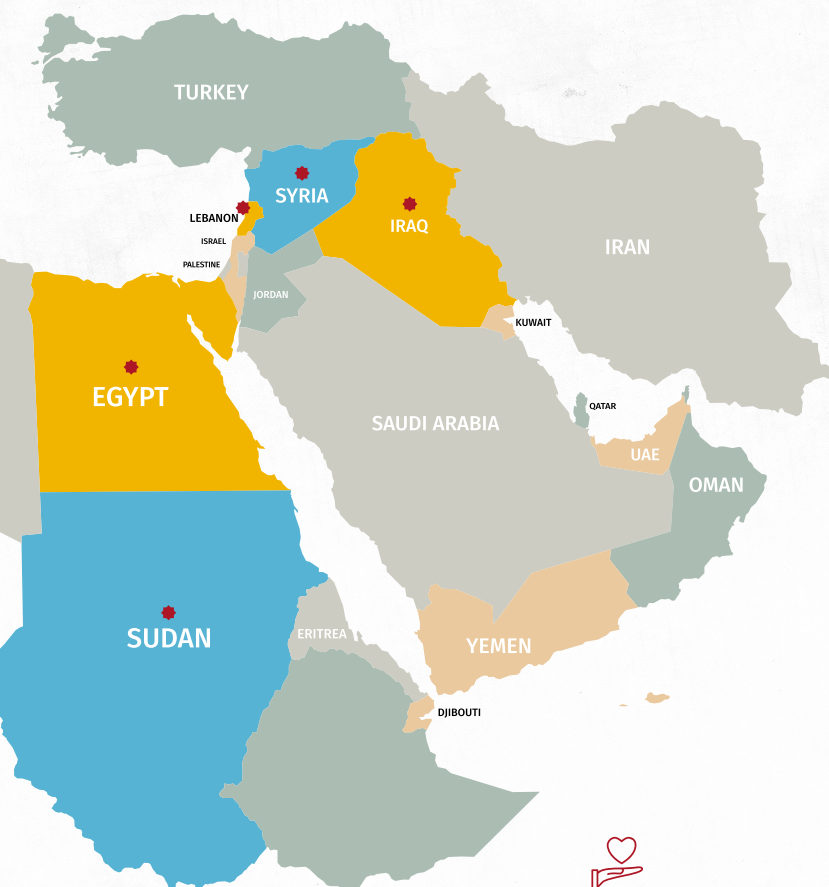 TURKEY
SYRIA
LEBANON
IRAQ
ISRAEL
IRAN
PALESTINE
JORDAN
KUWAIT
EGYPT
QATAR
SAUDI ARABIA
UAE
OMAN
SUDAN
ERITREA
YEMEN
DJIBOUTI